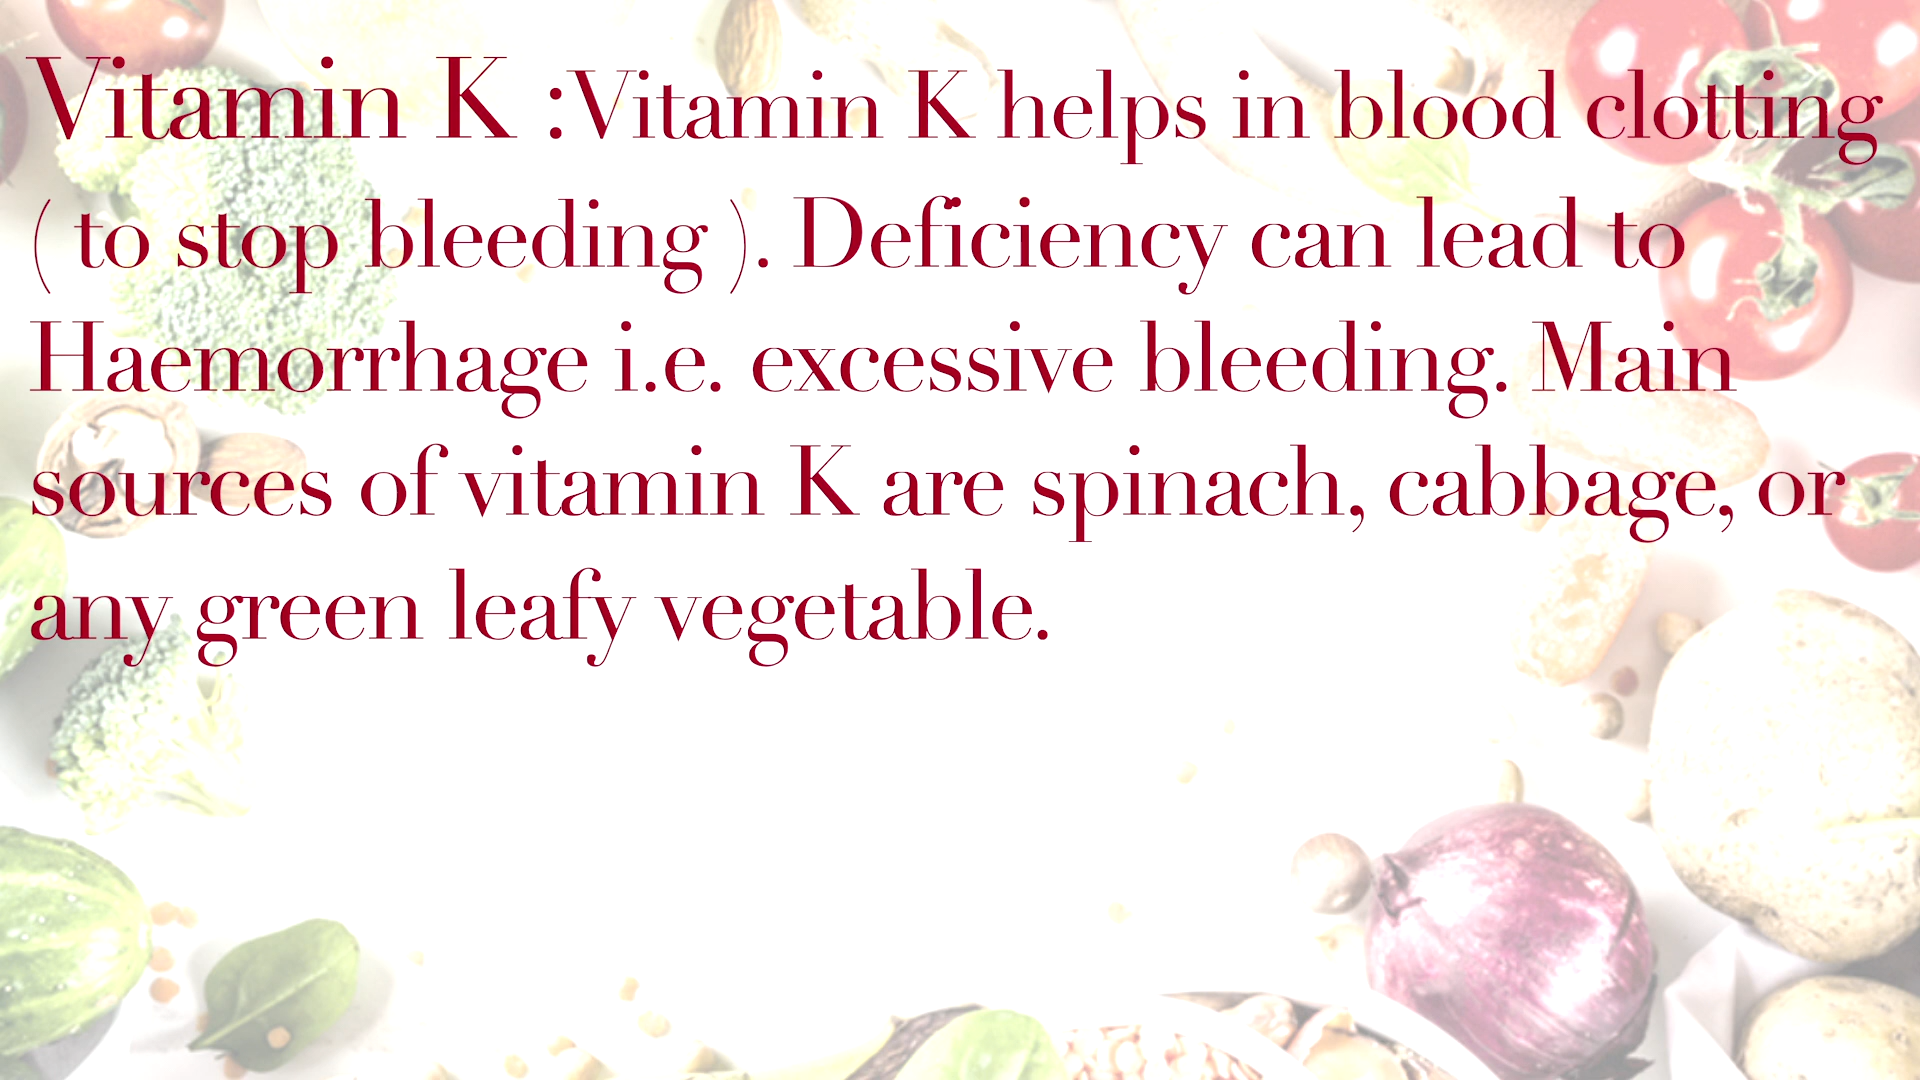 Vitamin K :Vitamin K helps in blood clotting
( to stop bleeding ). Deficiency can lead to
Haemorrhage i.e. excessive bleeding. Main
sources of vitamin K are spinach, cabbage, or
any green leafy vegetable.